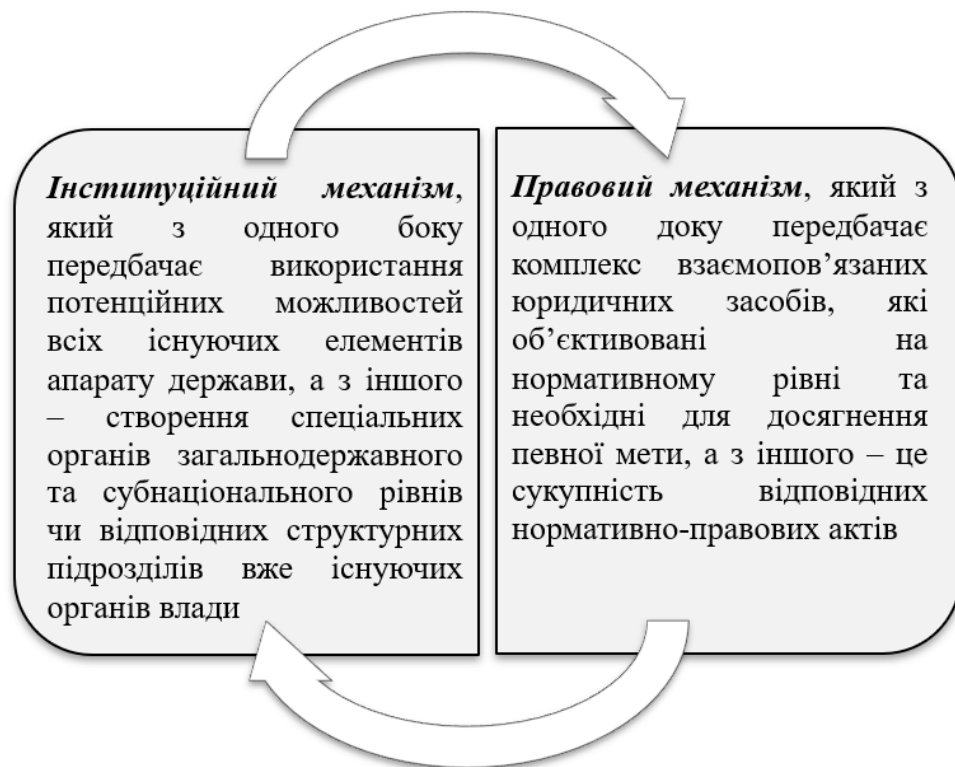 Інституційний механізм,
який з одного боку
передбачає використання
потенційних можливостей
всіх існуючих елементів
апарату держави, а з іншого
– створення спеціальних
органів загальнодержавного
та субнаціонального рівнів
чи відповідних структурних
підрозділів вже існуючих
органів влади
Правовий механізм, який з
одного доку передбачає
комплекс взаємопов’язаних
юридичних засобів, які
об’єктивовані на
нормативному рівні та
необхідні для досягнення
певної мети, а з іншого – це
сукупність відповідних
нормативно-правових актів